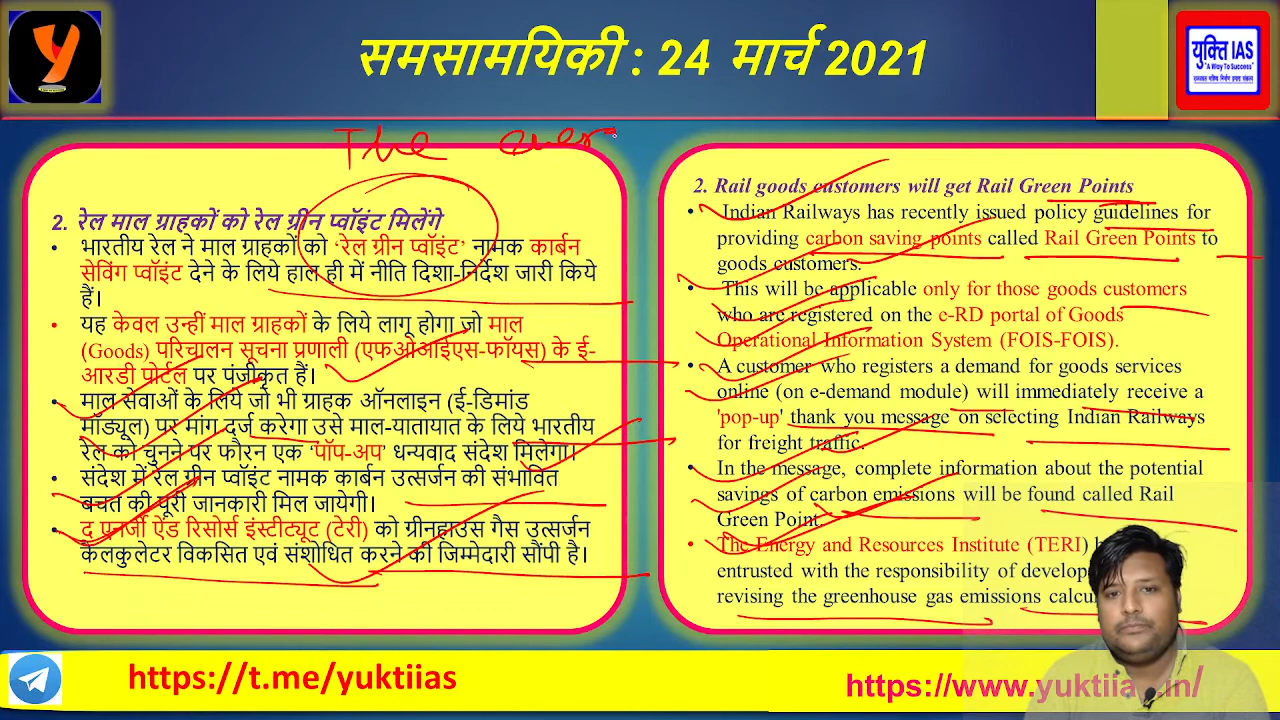 समसामयिकी : 24 मार्च 2021
युक्ति IAS
"A Way To Success"
The ener
2. रेल माल ग्राहकों को रेल ग्रीन प्वॉइंट मिलेंगे
• भारतीय रेल ने माल ग्राहकों को ‘रेल ग्रीन प्वॉइंट’ नामक कार्बन
सेविंग प्वॉइंट देने के लिये हाल ही में नीति दिशा-निर्देश जारी किये
हैं।
• यह केवल उन्हीं माल ग्राहकों के लिये लागू होगा जो माल
(Goods) परिचालन सूचना प्रणाली (एफओआईएस-फॉयस) के ई-
आरडी पोर्टल पर पंजीकृत हैं।
• माल सेवाओं के लिये जो भी ग्राहक ऑनलाइन (ई-डिमांड
मॉड्यूल) पर मांग दर्ज करेगा उसे माल-यातायात के लिये भारतीय
रेल को चुनने पर फौरन एक ‘पॉप-अप' धन्यवाद संदेश मिलेगा।
• संदेश में रेल ग्रीन प्वॉइंट नामक कार्बन उत्सर्जन की संभावित
बचत की पूरी जानकारी मिल जायेगी।
• द एनर्जी ऐंड रिसोर्स इंस्टीट्यूट (टेरी) को ग्रीनहाउस गैस उत्सर्जन
कैलकुलेटर विकसित एवं संशोधित करने की जिम्मेदारी सौंपी है।
2. Rail goods customers will get Rail Green Points
• Indian Railways has recently issued policy guidelines for
providing carbon saving points called Rail Green Points to
goods customers.
• This will be applicable only for those goods customers
who are registered on the e-RD portal of Goods
Operational Information System (FOIS-FOIS).
• A customer who registers a demand for goods services
online (on e-demand module) will immediately receive a
'pop-up' thank you message on selecting Indian Railways
for freight traffic.
• In the message, complete information about the potential
savings of carbon emissions will be found called Rail
Green Point.
• The Energy and Resources Institute (TERI)
entrusted with the responsibility of
revising the greenhouse gas emissions
https://t.me/yuktiias
https://www.yuktiia .in/